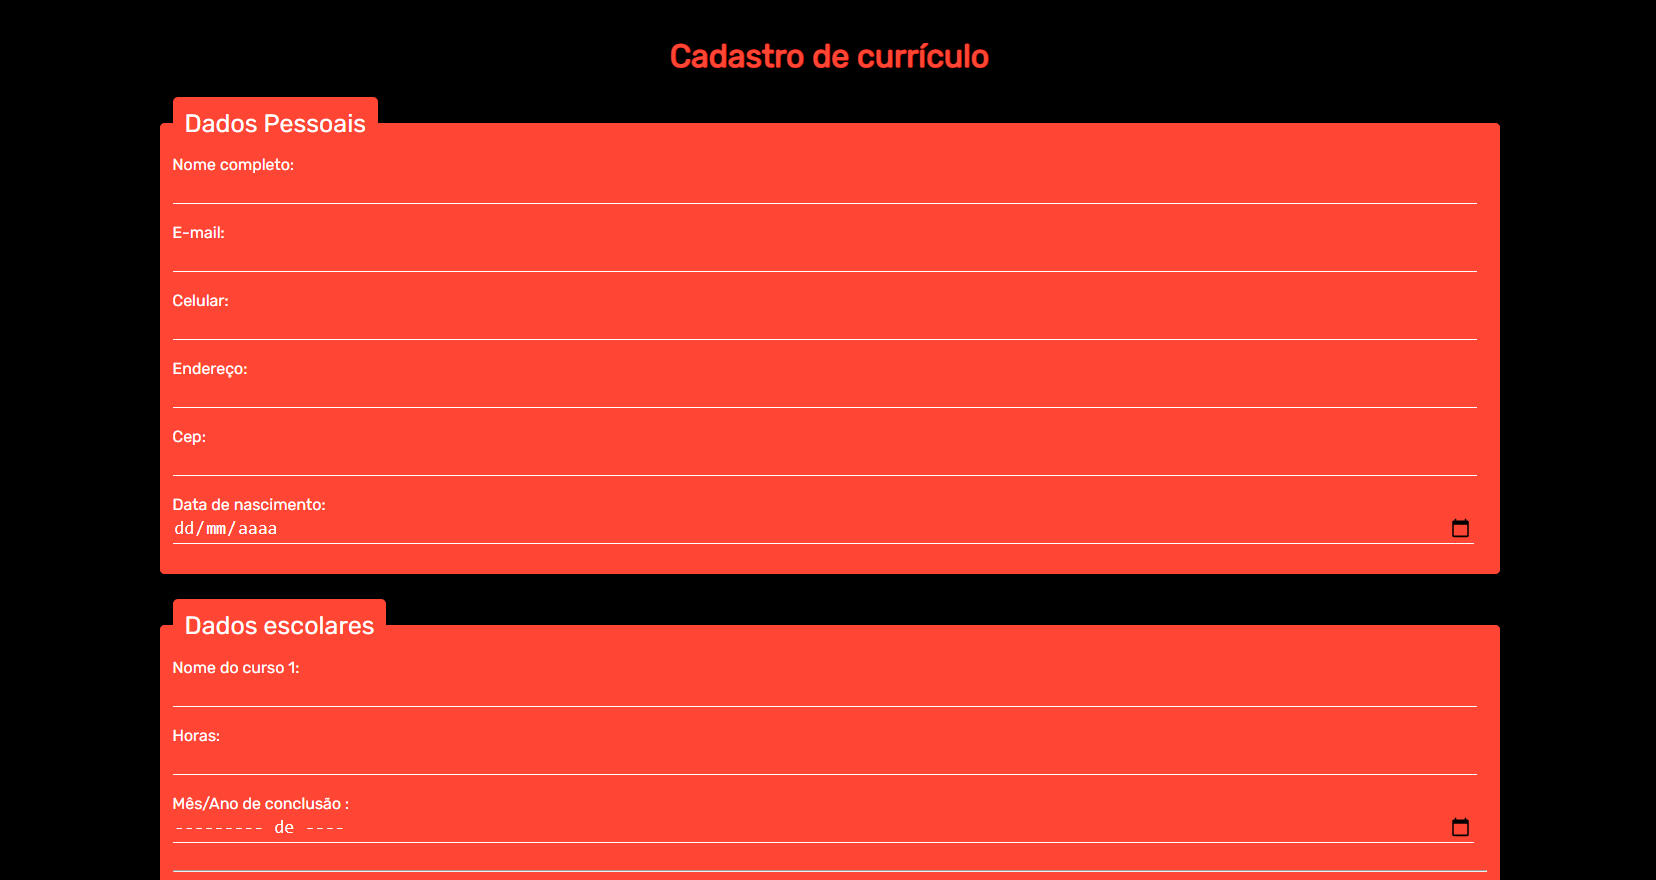 Cadastro de currículo
Dados Pessoais
Nome completo:
E-mail:
Celular:
Endereço:
Cep:
Data de nascimento:
dd/mm/aaaa
Dados escolares
Nome do curso 1:
Horas:
Mês/Ano de conclusão :
--------- de ----